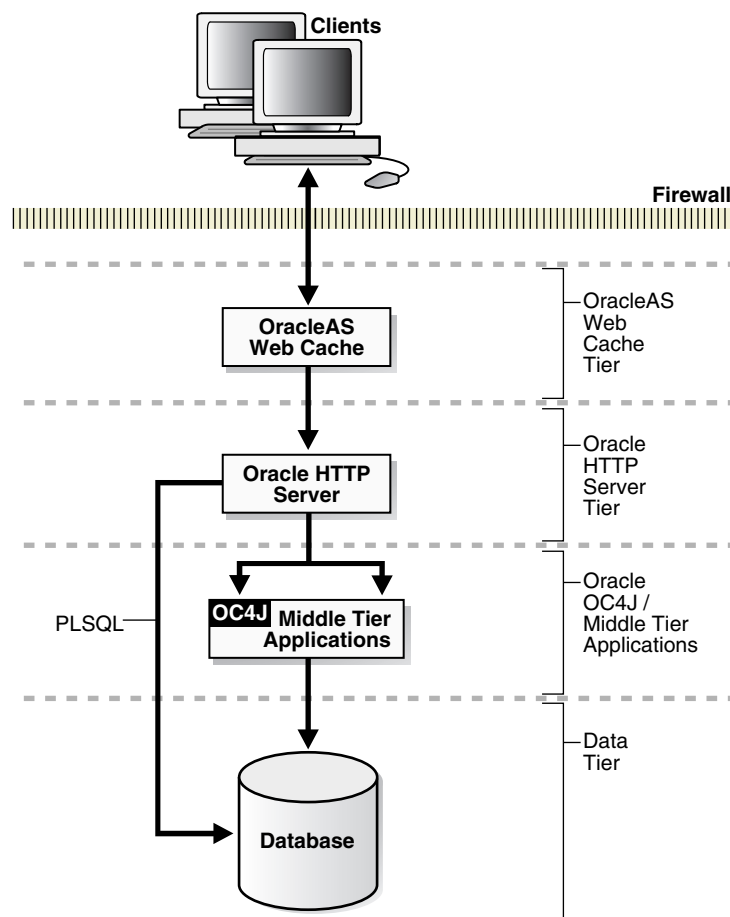 Clients
Firewall
OracleAS
Web Cache
OracleAS
Web
Cache
Tier
Oracle HTTP
Server
Oracle
HTTP
Server
Tier
PLSQL
OC4J
Middle Tier
Applications
Oracle
OC4J /
Middle Tier
Applications
Database
Data
Tier